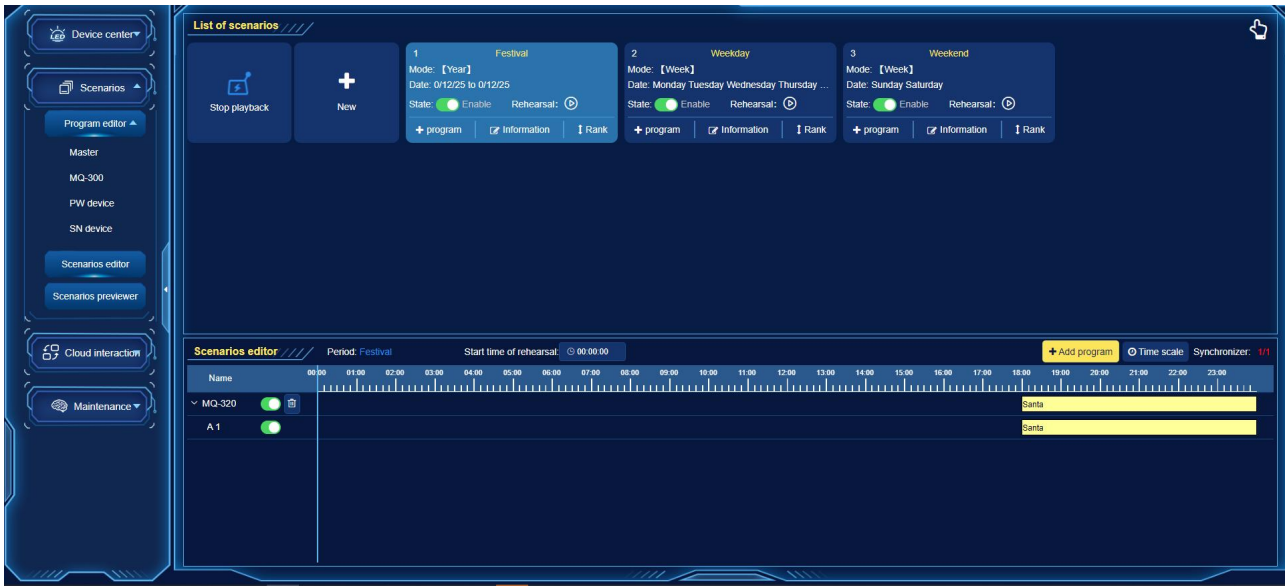 Device center
Scenarios
Program editor
Master
MQ-300
PW device
SN device
Scenarios editor
Scenarios previewer
Cloud interaction
Maintenance
List of scenarios
Stop playback
New
1 Festival
Mode: 【Year】
Date: 0/12/25 to 0/12/25
State: Enable Rehearsal:
+ program Information Rank
2 Weekday
Mode: 【Week】
Date: Monday Tuesday Wednesday Thursday ...
State: Enable Rehearsal:
+ program Information Rank
3 Weekend
Mode: 【Week】
Date: Sunday Saturday
State: Enable Rehearsal:
+ program Information Rank
Scenarios editor Period: Festival Start time of rehearsal: 00:00:00 + Add program Time scale Synchronizer: 1/1
Name 00:00 01:00 02:00 03:00 04:00 05:00 06:00 07:00 08:00 09:00 10:00 11:00 12:00 13:00 14:00 15:00 16:00 17:00 18:00 19:00 20:00 21:00 22:00 23:00
MQ-320 Santa
A 1 Santa